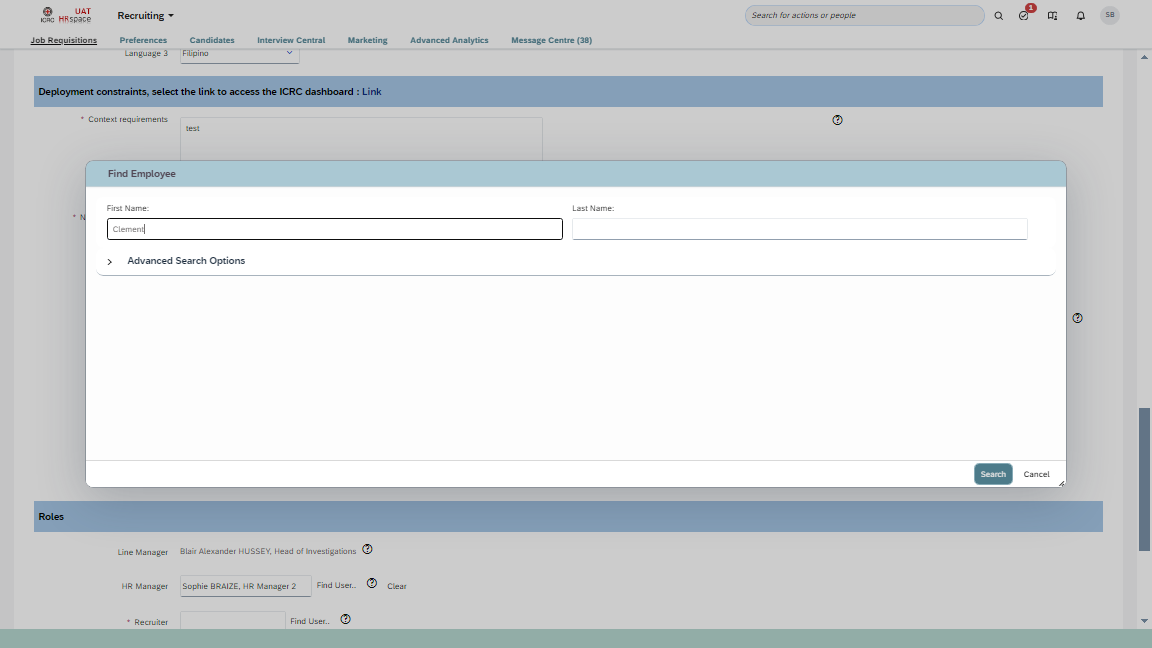 ICRC
UAT
HRspace
Recruiting
Search for actions or people
1
SB
Job Requisitions
Preferences
Candidates
Interview Central
Marketing
Advanced Analytics
Message Centre (38)
Language 3
Filipino
Deployment constraints, select the link to access the ICRC dashboard : Link
* Context requirements
test
* N
Find Employee
First Name:
Last Name:
Clement
Advanced Search Options
Search
Cancel
Roles
Line Manager
Blair Alexander HUSSEY, Head of Investigations
HR Manager
Sophie BRAIZE, HR Manager 2
Find User..
Clear
* Recruiter
Find User..